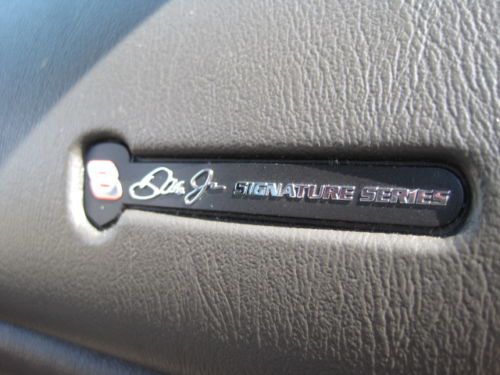 8 Dale Jr. SIGNATURE SERIES